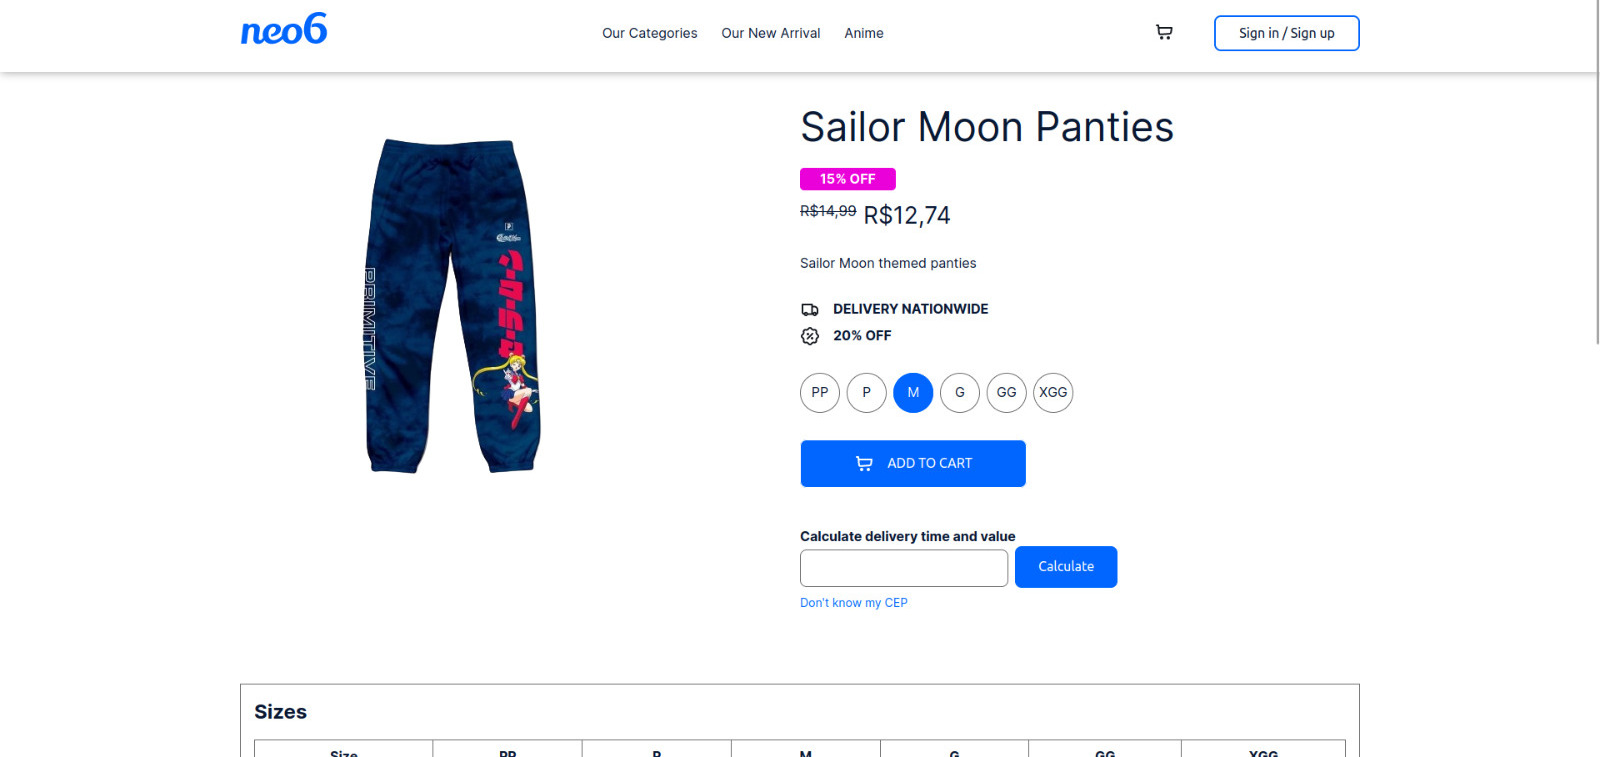 neo6
Our Categories
Our New Arrival
Anime
Sign in / Sign up
Sailor Moon Panties
15% OFF
R$14,99 R$12,74
Sailor Moon themed panties
DELIVERY NATIONWIDE
20% OFF
PP P M G GG XGG
ADD TO CART
Calculate delivery time and value
Calculate
Don't know my CEP
PRIMITIVE
P
Sizes
Size PP P M G GG XGG